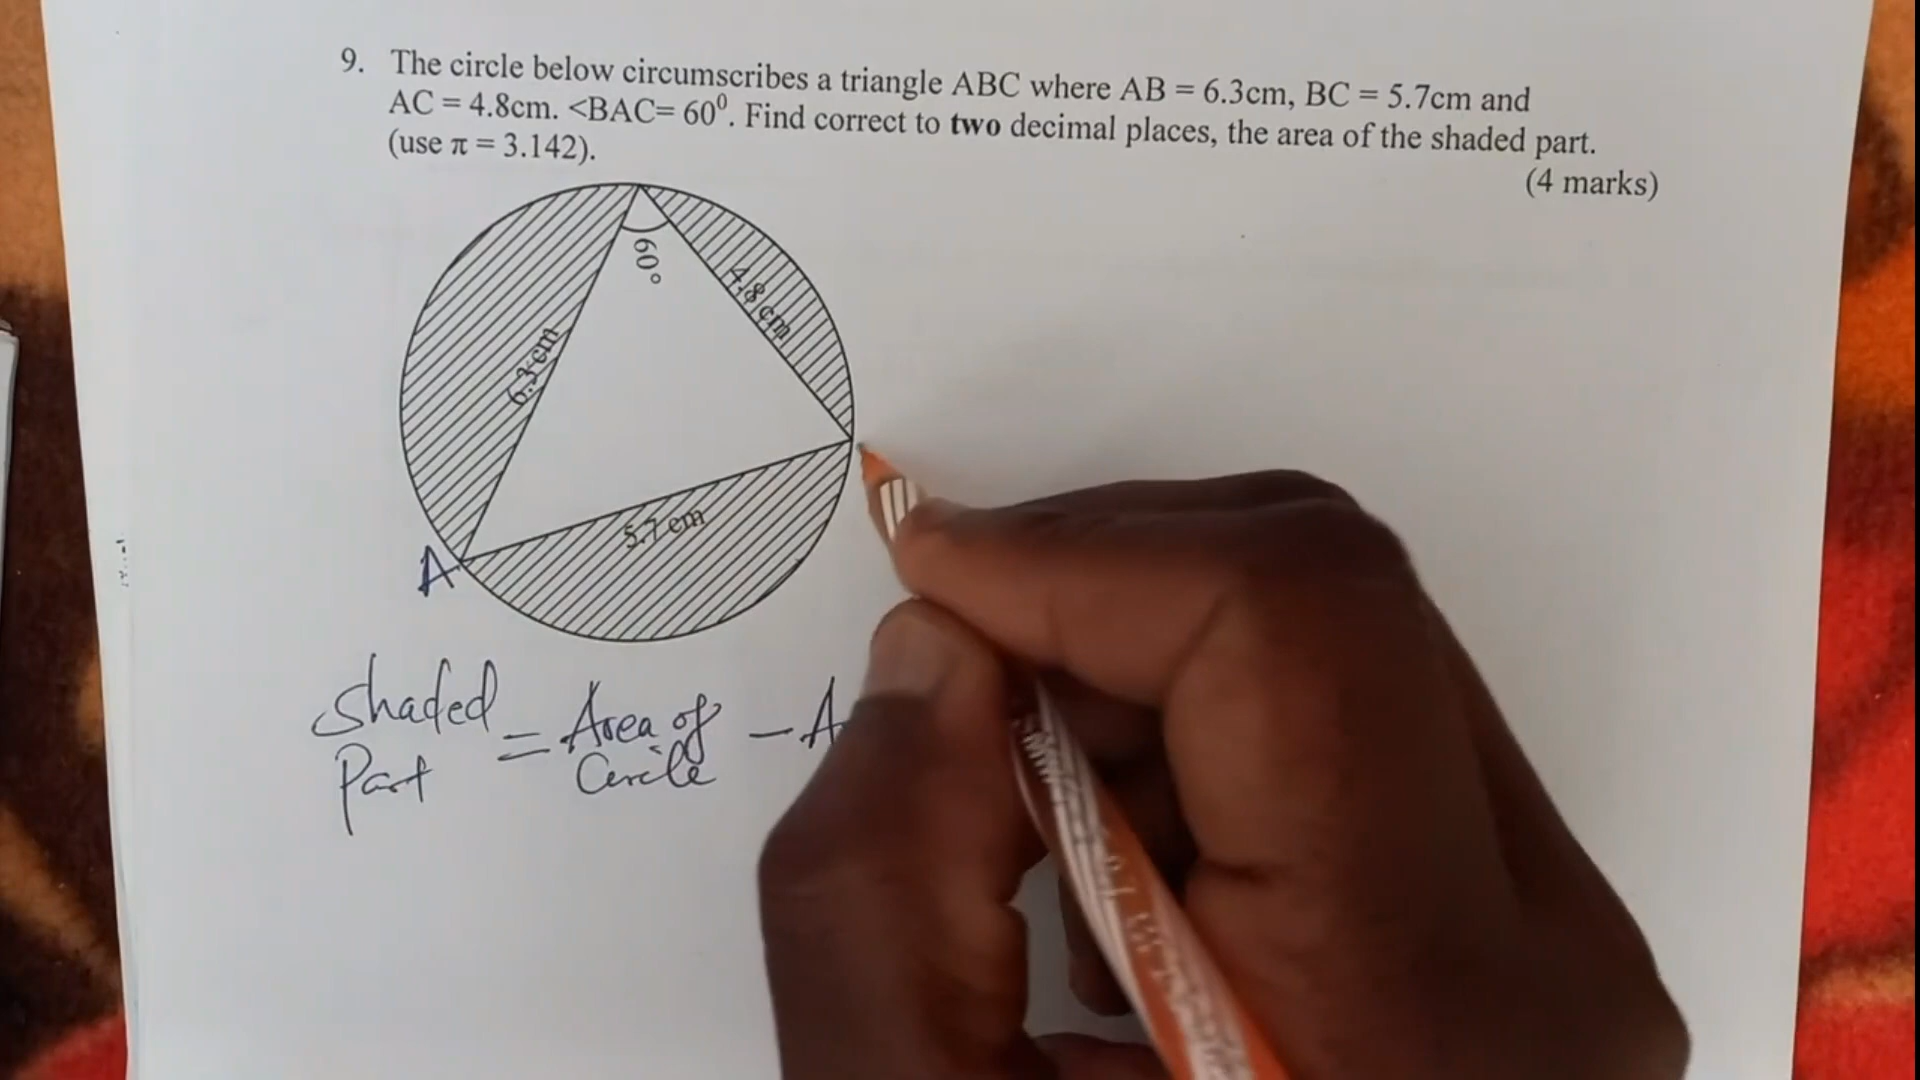 9. The circle below circumscribes a triangle ABC where AB = 6.3cm, BC = 5.7cm and
AC = 4.8cm. <BAC= 60⁰. Find correct to two decimal places, the area of the shaded part.
(use π = 3.142).
(4 marks)
60°
4.8 cm
6.3 cm
5.7 cm
A
Shaded Part = Area of Circle - A